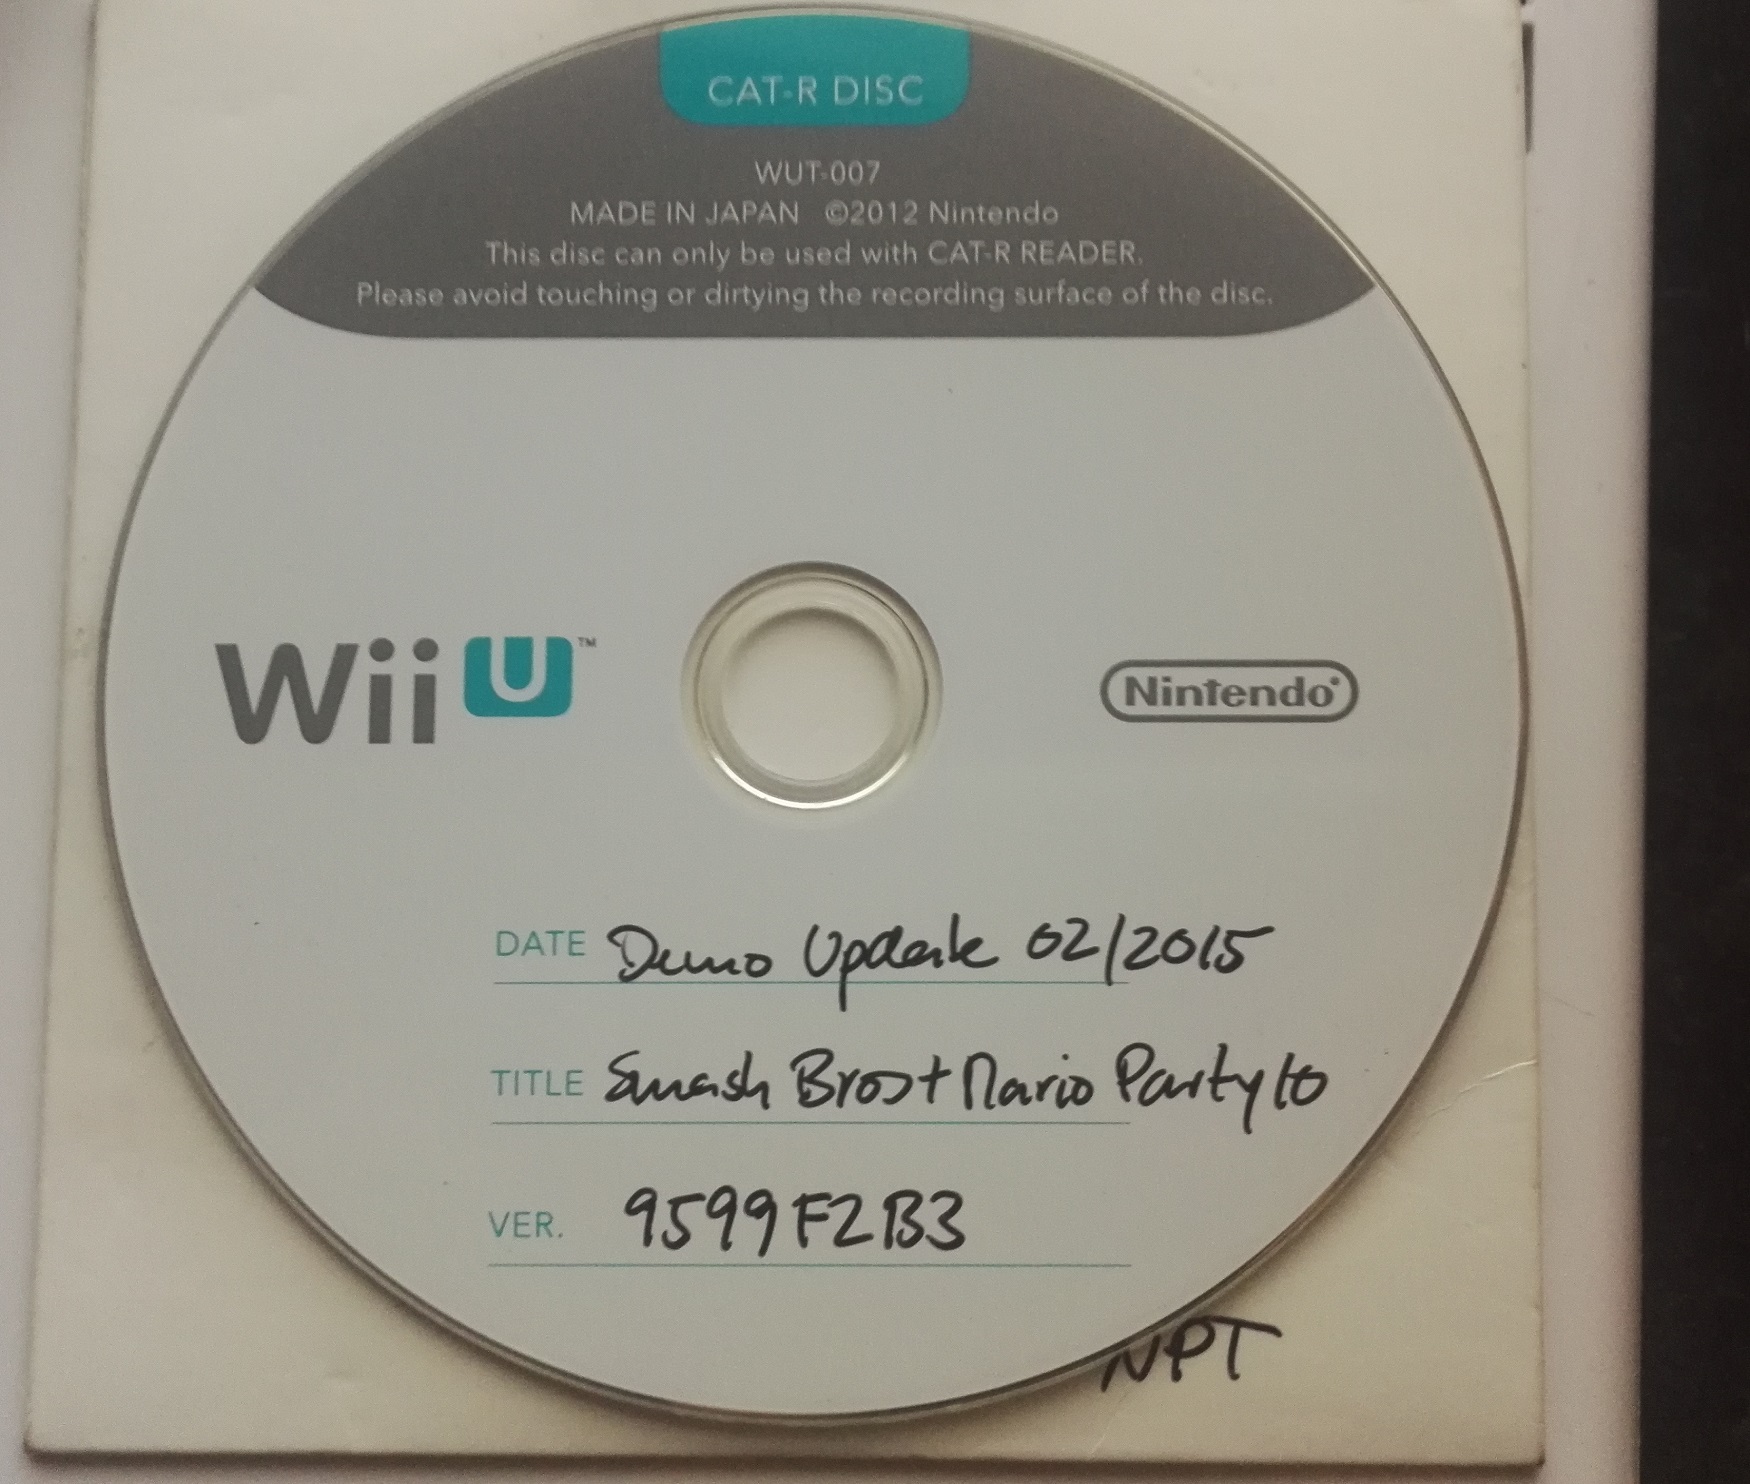 CAT-R DISC
WUT-007
MADE IN JAPAN ©2012 Nintendo
This disc can only be used with CAT-R READER.
Please avoid touching or dirtying the recording surface of the disc.
Wii U™ Nintendo®
DATE Demo Update 02/2015
TITLE Smash Bros + Mario Party 10
VER. 9599F2B3
NPT